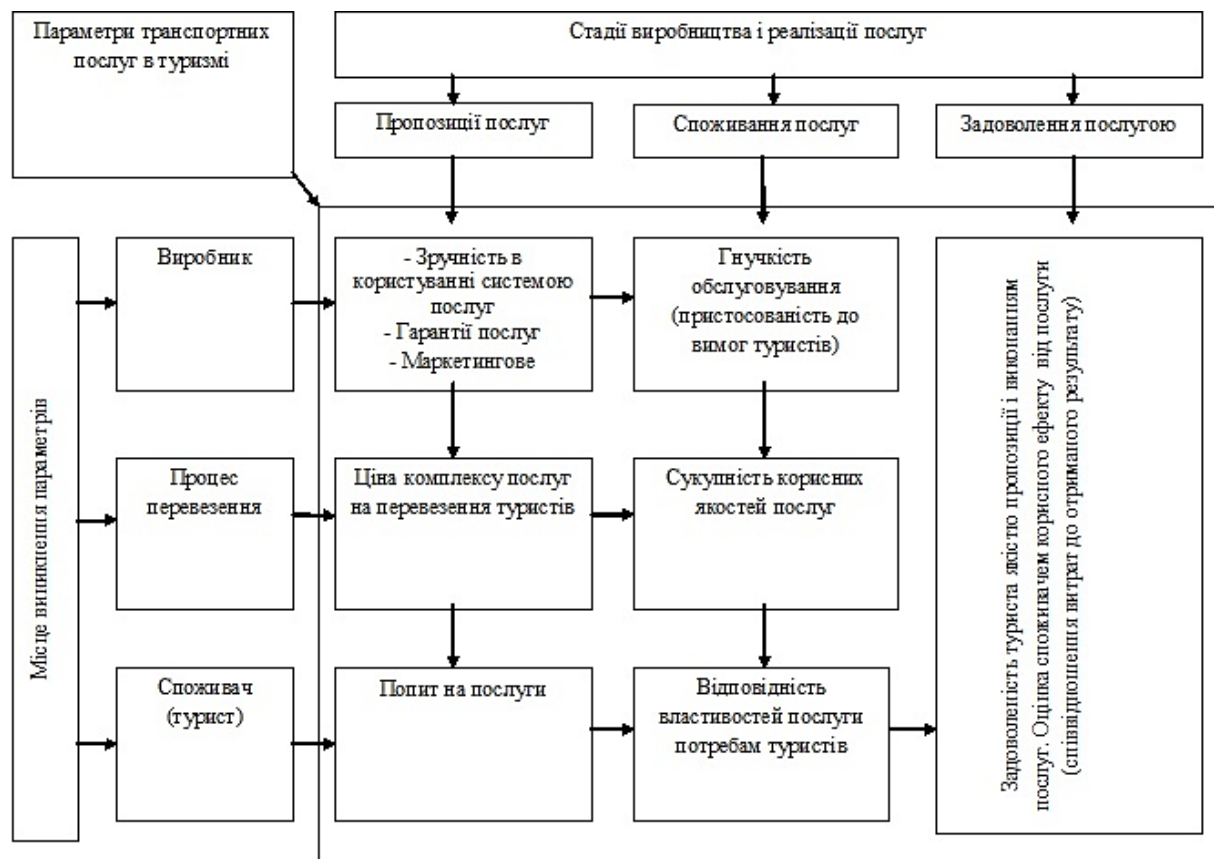 Параметри транспортних
послуг в туризмі
Стадії виробництва і реалізації послуг
Пропозиції послуг
Споживання послуг
Задоволення послугою
Місце виникнення параметрів
Виробник
- Зручність в
користуванні системою
послуг
- Гарантії послуг
- Маркетингове
Гнучкість
обслуговування
(пристосованість до
вимог туристів)
Процес
перевезення
Ціна комплексу послуг
на перевезення туристів
Сукупність корисних
якостей послуг
Споживач
(турист)
Попит на послуги
Відповідність
властивостей послуги
потребам туристів
Задоволеність туриста якістю пропозиції і виконанням
послуг. Оцінка споживачем корисного ефекту від послуги
(співвідношення витрат до отриманого результату)